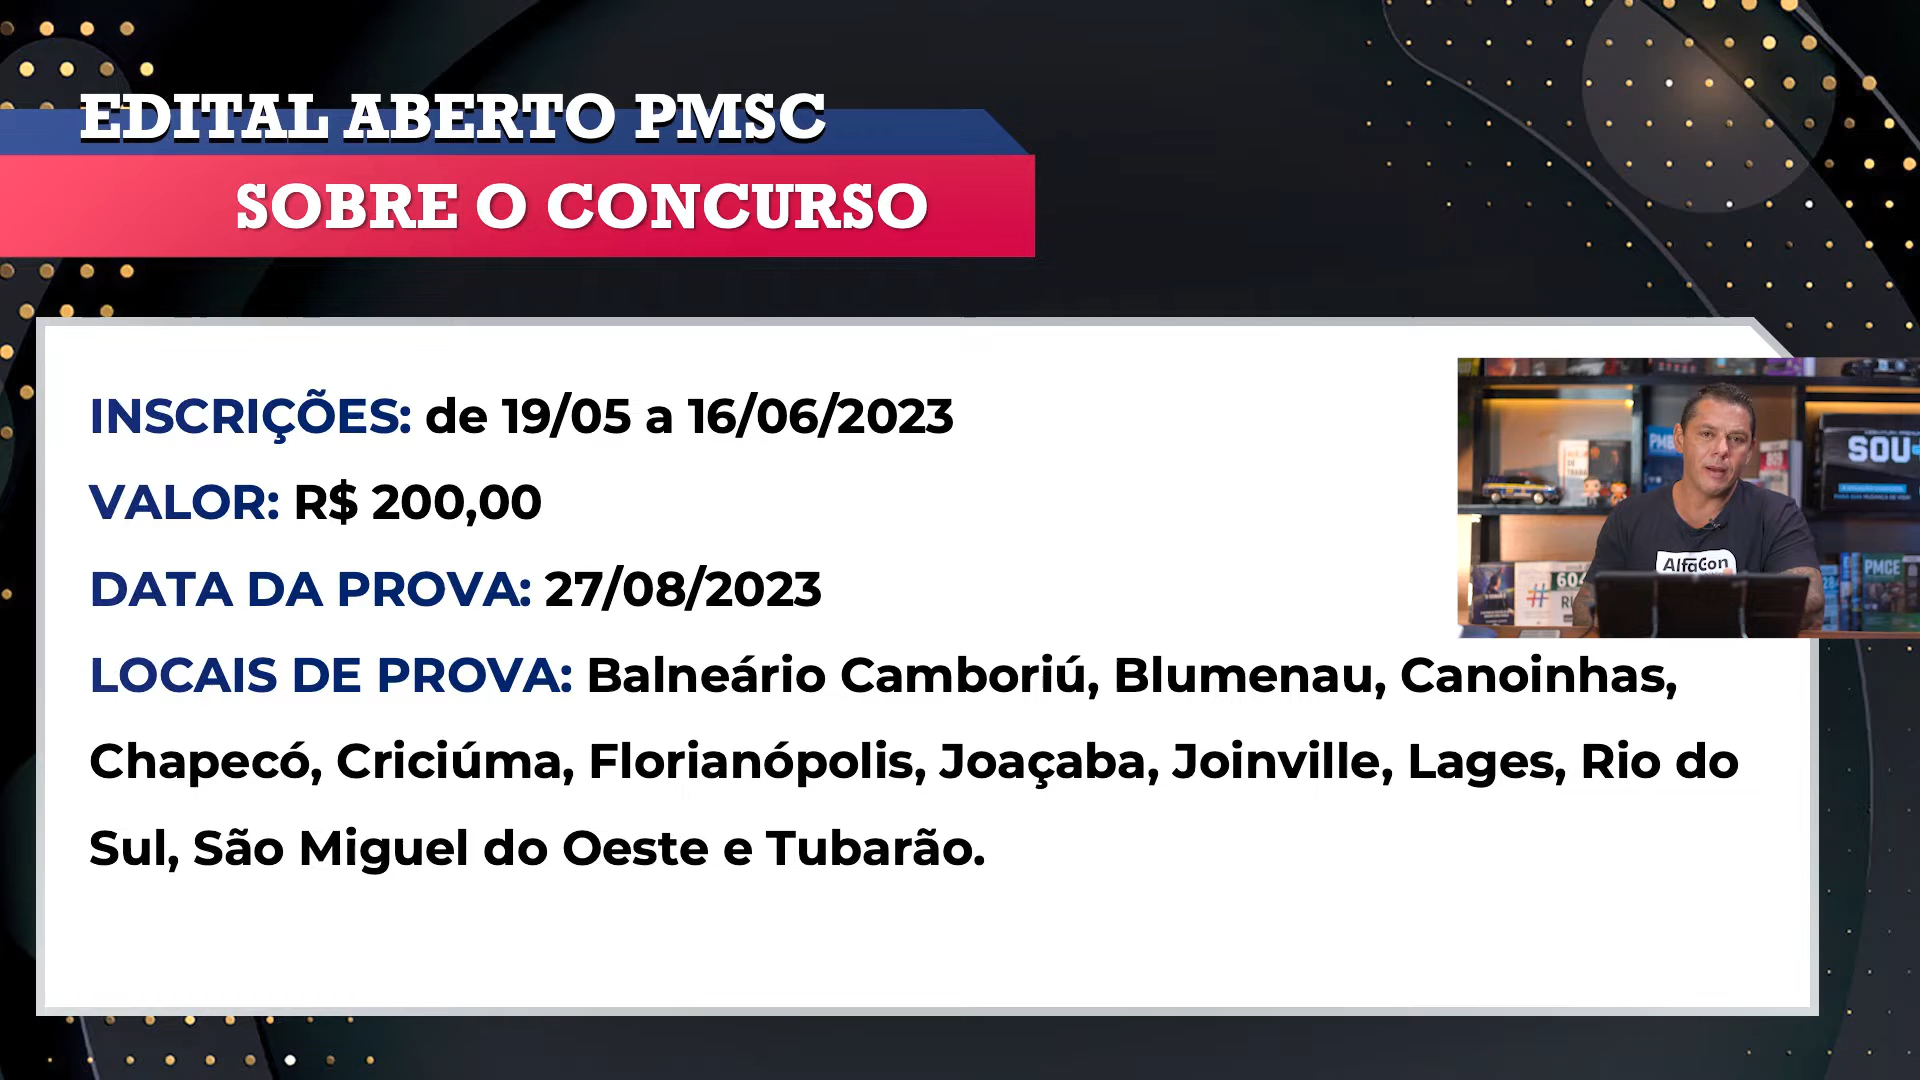 EDITAL ABERTO PMSC
SOBRE O CONCURSO
INSCRIÇÕES: de 19/05 a 16/06/2023
VALOR: R$ 200,00
DATA DA PROVA: 27/08/2023
LOCAIS DE PROVA: Balneário Camboriú, Blumenau, Canoinhas,
Chapecó, Criciúma, Florianópolis, Joaçaba, Joinville, Lages, Rio do
Sul, São Miguel do Oeste e Tubarão.
SOU
AlfaCon
PMCE